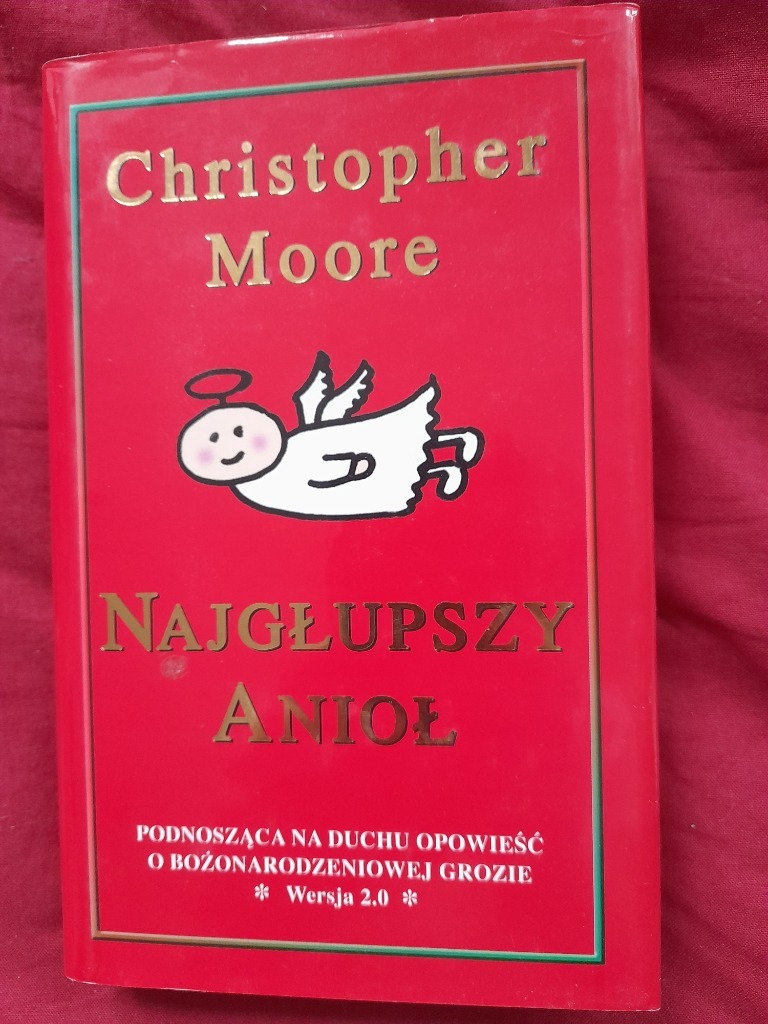 Christopher
Moore
NAJGŁUPSZY
ANIOŁ
PODNOSZĄCA NA DUCHU OPOWIEŚĆ
O BOŻONARODZENIOWEJ GROZIE
* Wersja 2.0 *